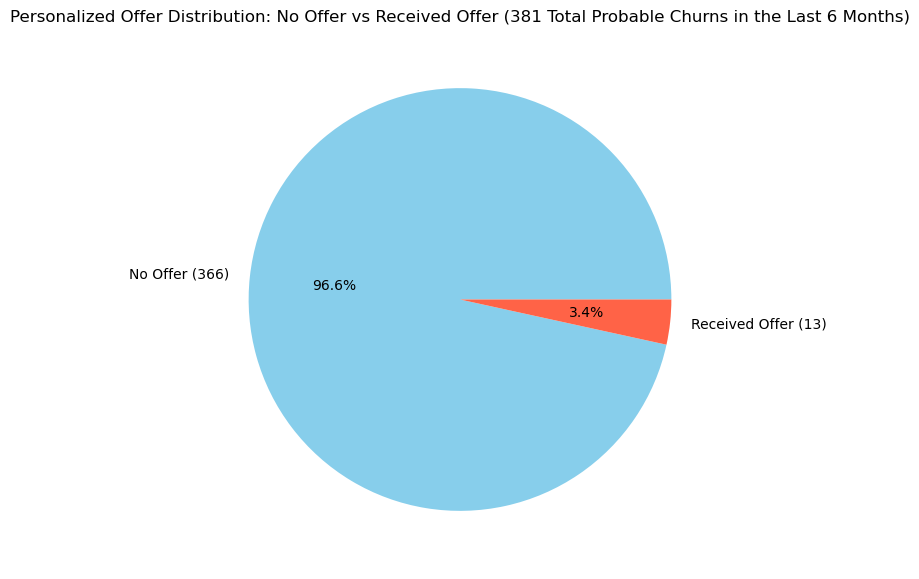 Personalized Offer Distribution: No Offer vs Received Offer (381 Total Probable Churns in the Last 6 Months)
No Offer (366)
96.6%
3.4%
Received Offer (13)